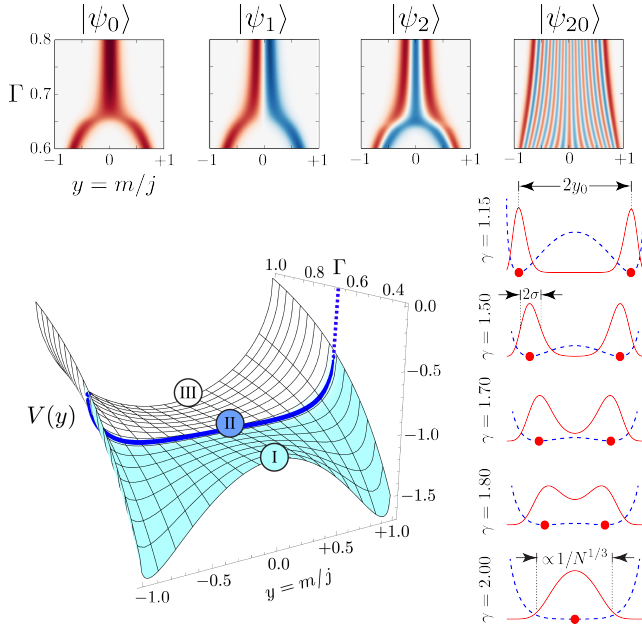 |ψ₀⟩ |ψ₁⟩ |ψ₂⟩ |ψ₂₀⟩
Γ
0.8
0.7
0.6
−1 0 +1
−1 0 +1
−1 0 +1
−1 0 +1
y = m/j
2y₀
γ = 1.15
2σ
γ = 1.50
γ = 1.70
γ = 1.80
∝1/N^{1/3}
γ = 2.00
Γ
1.0 0.8 0.6 0.4
0.0
−0.5
−1.0
−1.5
V(y)
III
II
I
−1.0 −0.5 0.0 +0.5 +1.0
y = m/j